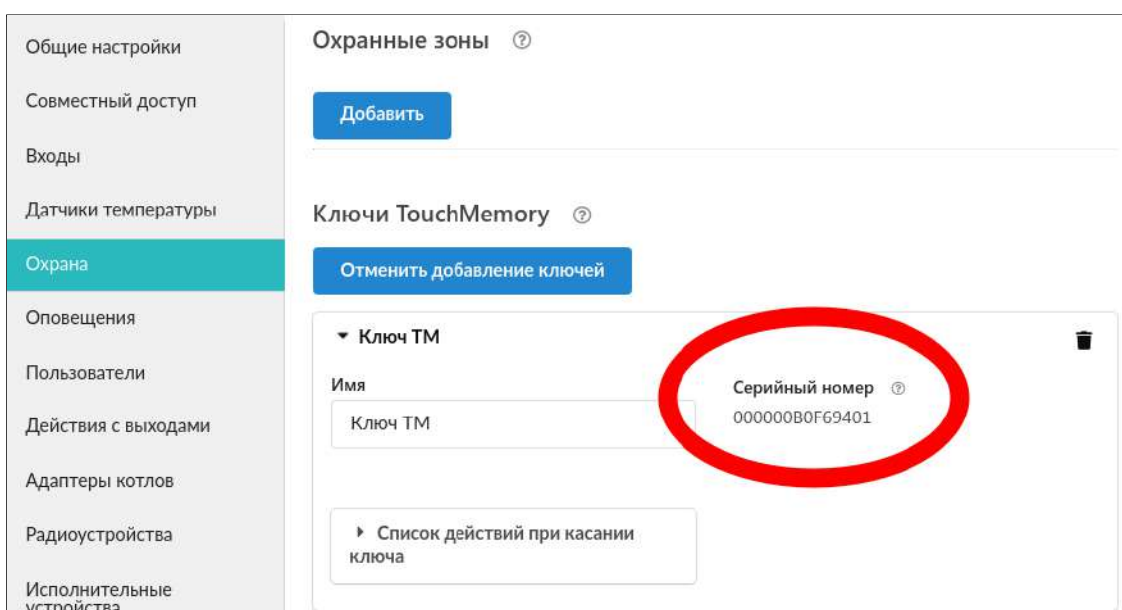 Общие настройки
Совместный доступ
Входы
Датчики температуры
Охрана
Оповещения
Пользователи
Действия с выходами
Адаптеры котлов
Радиоустройства
Исполнительные
устройства
Охранные зоны
Добавить
Ключи TouchMemory
Отменить добавление ключей
Ключ ТМ
Имя
Ключ ТМ
Серийный номер
000000B0F69401
Список действий при касании
ключа